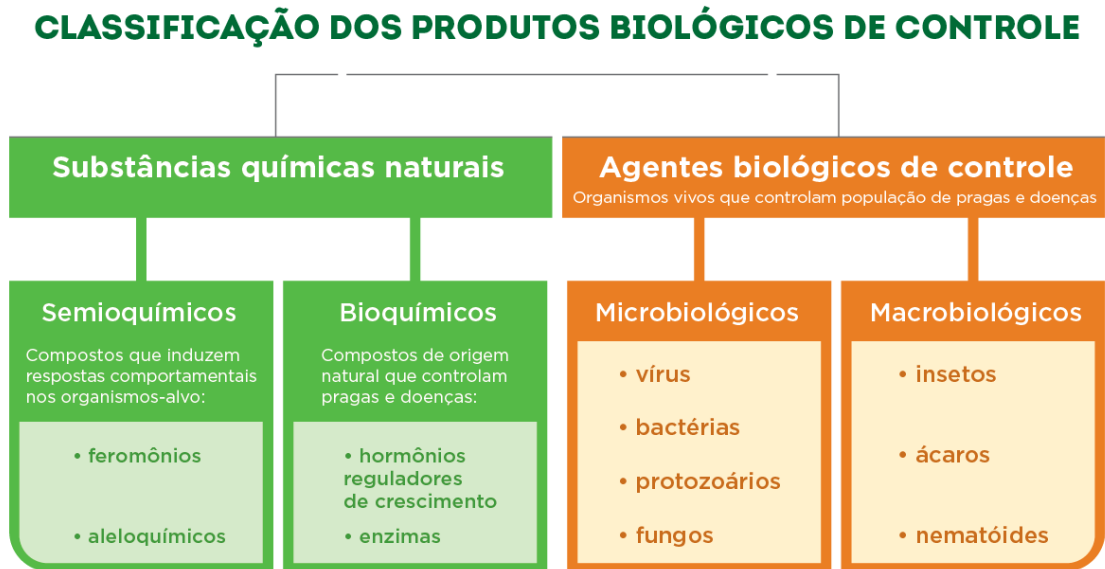 CLASSIFICAÇÃO DOS PRODUTOS BIOLÓGICOS DE CONTROLE
Substâncias químicas naturais
Semioquímicos
Compostos que induzem
respostas comportamentais
nos organismos-alvo:
• feromônios
• aleloquímicos
Bioquímicos
Compostos de origem
natural que controlam
pragas e doenças:
• hormônios
reguladores
de crescimento
• enzimas
Agentes biológicos de controle
Organismos vivos que controlam população de pragas e doenças
Microbiológicos
• vírus
• bactérias
• protozoários
• fungos
Macrobiológicos
• insetos
• ácaros
• nematóides